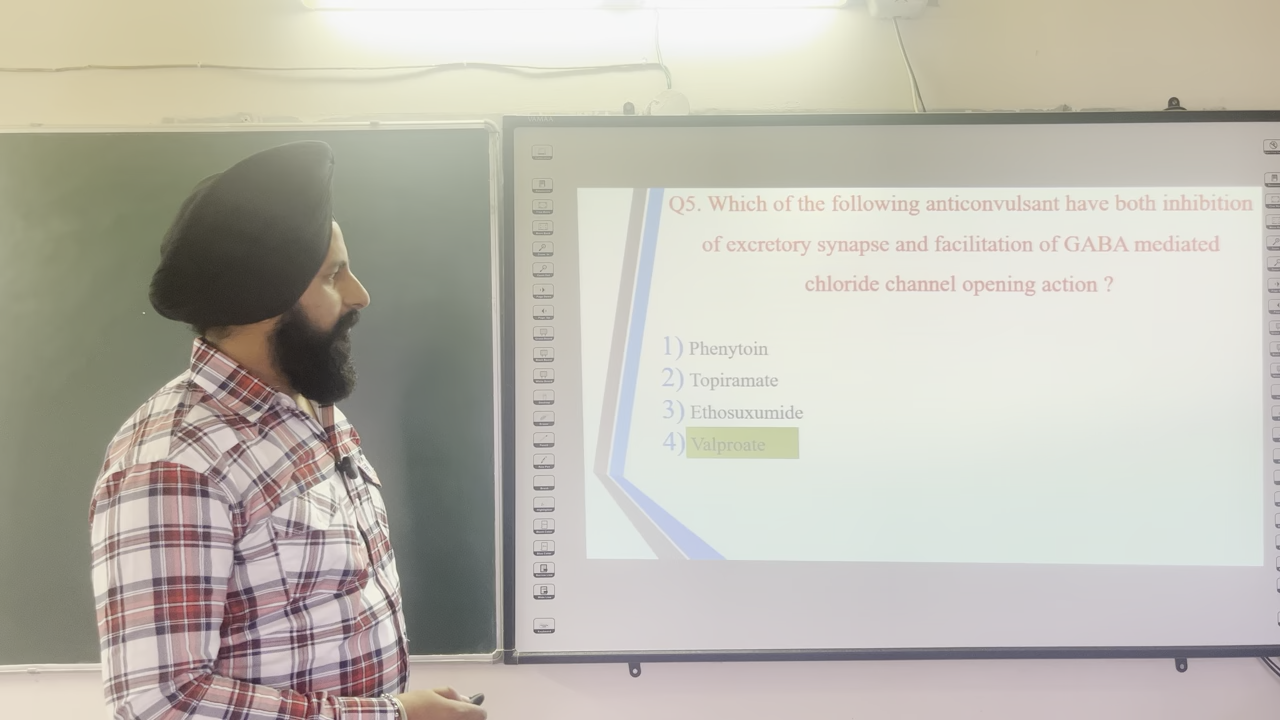 Q5. Which of the following anticonvulsant have both inhibition
of excretory synapse and facilitation of GABA mediated
chloride channel opening action ?
1) Phenytoin
2) Topiramate
3) Ethosuxumide
4) Valproate